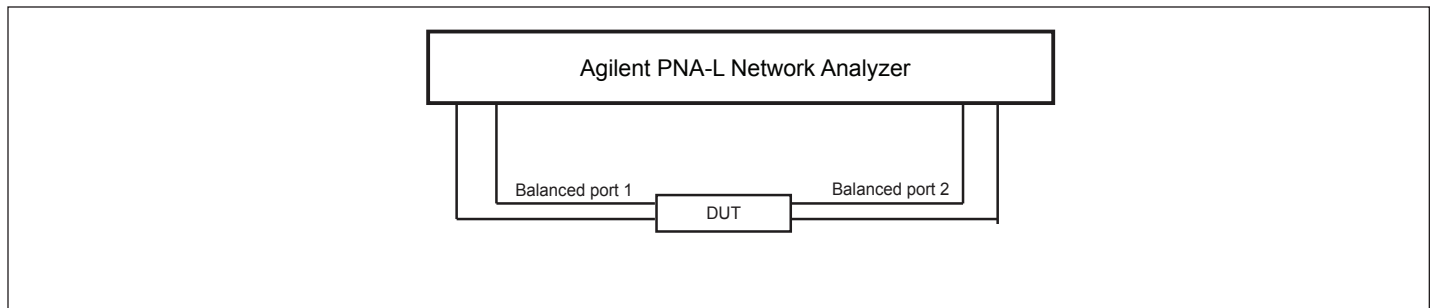 Agilent PNA-L Network Analyzer
Balanced port 1
Balanced port 2
DUT